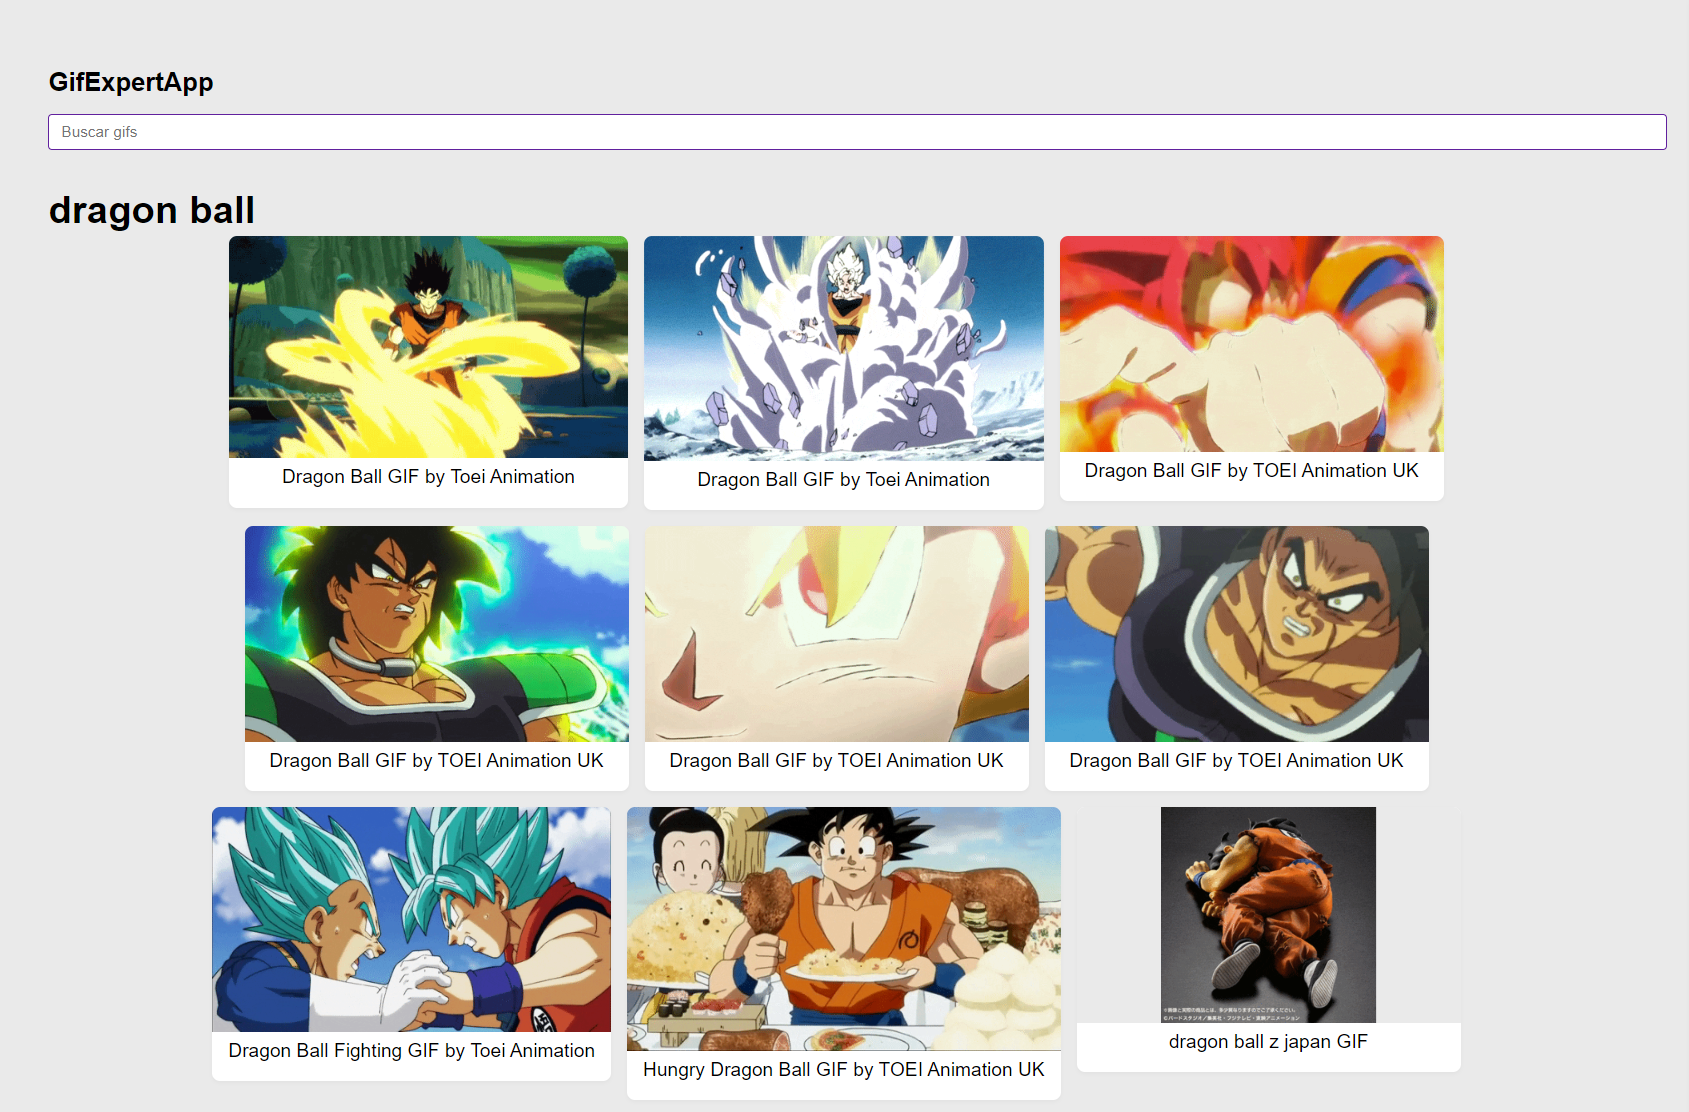 GifExpertApp
Buscar gifs
dragon ball
Dragon Ball GIF by Toei Animation
Dragon Ball GIF by Toei Animation
Dragon Ball GIF by TOEI Animation UK
Dragon Ball GIF by TOEI Animation UK
Dragon Ball GIF by TOEI Animation UK
Dragon Ball GIF by TOEI Animation UK
Dragon Ball Fighting GIF by Toei Animation
Hungry Dragon Ball GIF by TOEI Animation UK
dragon ball z japan GIF